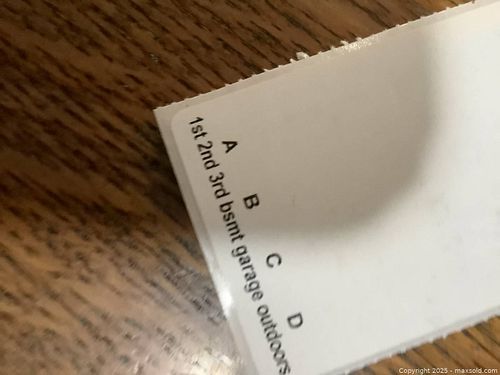 A B C D
1st 2nd 3rd bsmt garage outdoors
Copyright 2025 - maxsold.com